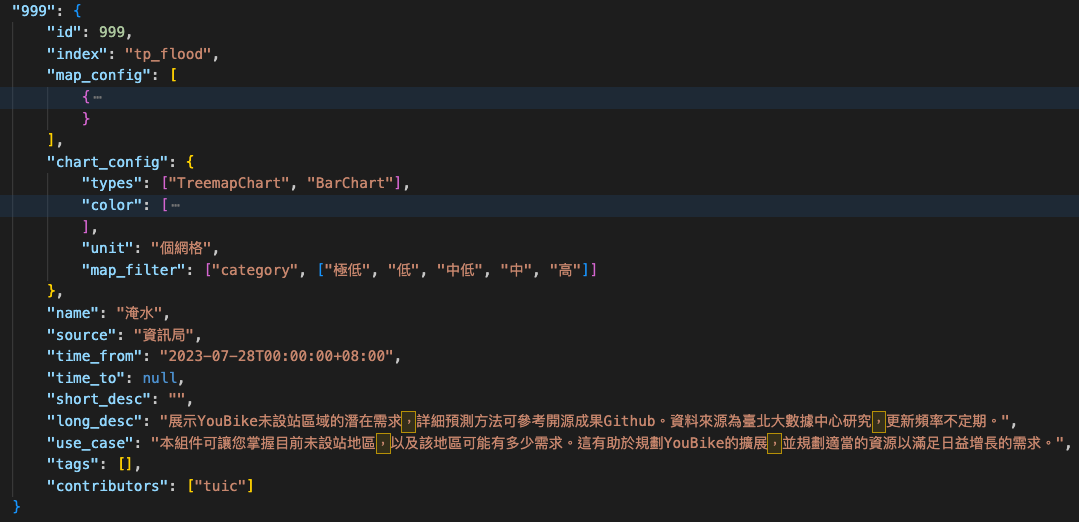 "999": {
"id": 999,
"index": "tp_flood",
"map_config": [
{⋯
}
],
"chart_config": {
"types": ["TreemapChart", "BarChart"],
"color": [⋯
],
"unit": "個網格",
"map_filter": ["category", ["極低", "低", "中低", "中", "高"]]
},
"name": "淹水",
"source": "資訊局",
"time_from": "2023-07-28T00:00:00+08:00",
"time_to": null,
"short_desc": "",
"long_desc": "展示YouBike未設站區域的潛在需求，詳細預測方法可參考開源成果Github。資料來源為臺北大數據中心研究，更新頻率不定期。",
"use_case": "本組件可讓您掌握目前未設站地區，以及該地區可能有多少需求。這有助於規劃YouBike的擴展，並規劃適當的資源以滿足日益增長的需求。",
"tags": [],
"contributors": ["tuic"]
}